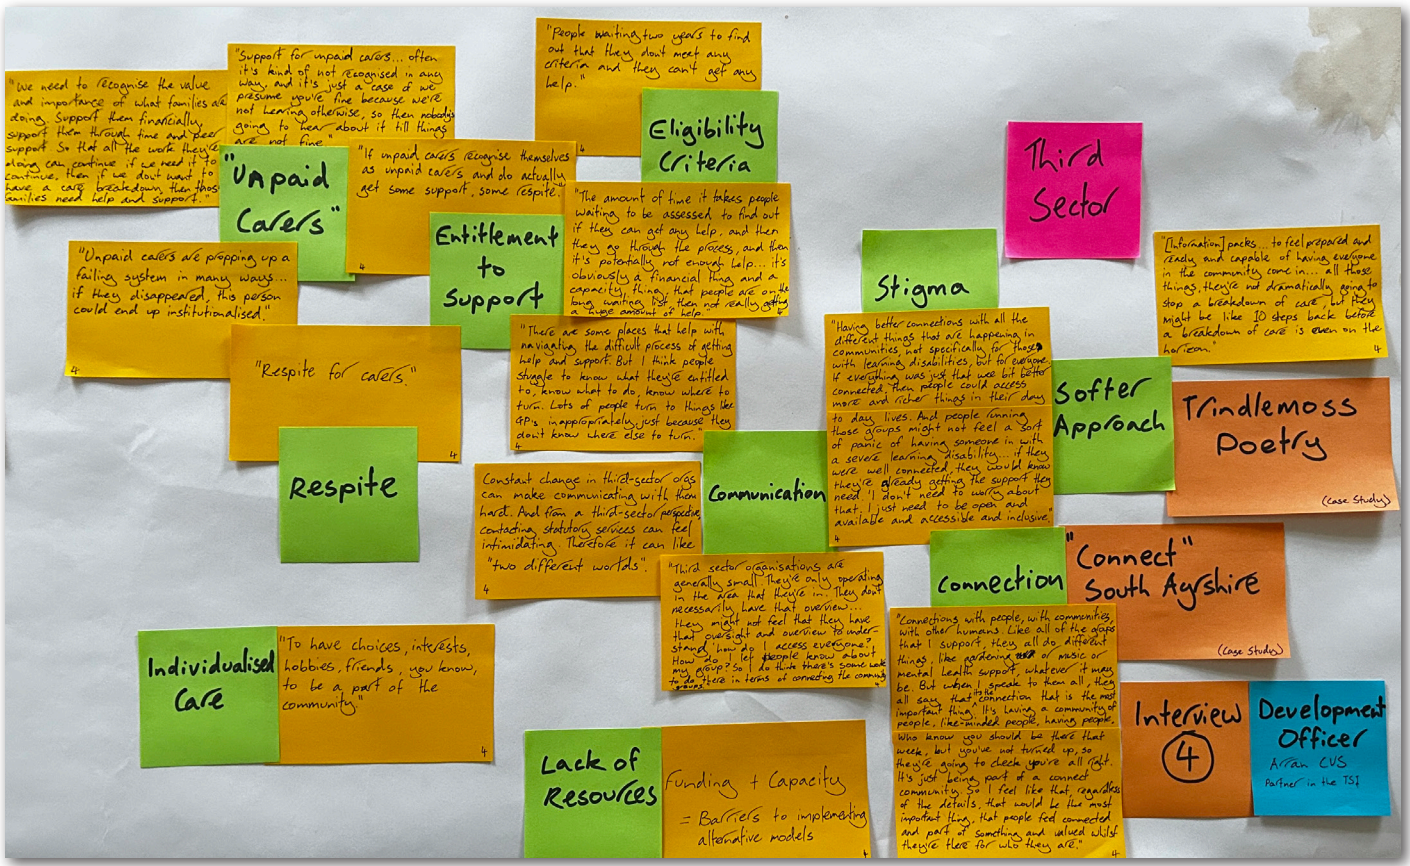 "We need to recognise the value
and importance of what families are
doing. Support them financially,
support them through time and peer
support. So that all the work they're
doing can continue if we need it to
continue, then if we don't want to
have a care breakdown, then those
families need help and support."
"Support for unpaid carers... often
it's kind of not recognised in any
way, and it's just a case of we
presume you're fine because we're
not hearing otherwise, so then nobody's
going to hear about it till things
are not fine."
"Unpaid
Carers"
"If unpaid carers recognise themselves
as unpaid carers and do actually
get some support, some respite."
4
"Unpaid carers are propping up a
failing system in many ways...
if they disappeared, this person
could end up institutionalised."
4
"Respite for carers."
4
Respite
"People waiting two years to find
out that they don't meet any
criteria and they can't get any
help."
4
Eligibility
Criteria
Entitlement
to
Support
"The amount of time it takes people
waiting to be assessed to find out
if they can get any help, and then
they go through the process, and then
it's potentially not enough help... it's
obviously a financial thing and a
capacity thing that people are on the
long waiting list, then not really getting
a huge amount of help."
"There are some places that help with
navigating the difficult process of getting
help and support. But I think people
struggle to know what they're entitled
to, know what to do, know where to
turn. Lots of people turn to things like
GP's inappropriately just because they
don't know where else to turn."
4
Constant change in third-sector orgs
can make communicating with them
hard. And from a third-sector perspective,
contacting statutory services can feel
intimidating. Therefore it can like
"two different worlds".
4
Communication
"Third sector organisations are
generally small. They're only operating
in the area that they're in. They don't
necessarily have that overview...
they might not feel that they have
that oversight and overview to under-
stand, 'how do I access everyone?
How do I let people know about
my group?' So I do think there's some work
to do there in terms of connecting the community
groups."
4
Individualised
Care
"To have choices, interests,
hobbies, friends, you know,
to be a part of the
community."
4
Lack of
Resources
Funding + Capacity
= Barriers to implementing
alternative models
Third
Sector
Stigma
"Having better connections with all the
different things that are happening in
communities, not specifically for those
with learning disabilities, but for everyone.
If everything was just that wee bit better
connected, then people could access
more and richer things in their day
to day lives. And people running
those groups might not feel a sort
of panic of having someone in with
a severe learning disability... if they
were well connected, they would know
they're already getting the support they
need. 'I don't need to worry about
that. I just need to be open and
available and accessible and inclusive."
4
"[Information] packs... to feel prepared and
ready and capable of having everyone
in the community come in... all those
things, they're not dramatically going to
stop a breakdown of care, but they
might be like 10 steps back before
a breakdown of care is even on the
horizon."
4
Softer
Approach
Trindlemoss
Poetry
(Case Study)
Connection
"Connect"
South Ayrshire
(Case Study)
"Connections with people, with communities,
with other humans. Like all of the groups
that I support, they all do different
things, like gardening or music or
mental health support, whatever it may
be. But when I speak to them all, they
all say that it's the connection that is the most
important thing. It's having a community of
people, like-minded people, having people
who know you should be there that
week, but you've not turned up, so
they're going to check you're all right.
It's just being part of a connect
community. So I feel like that, regardless
of the details, that would be the most
important thing, that people feel connected
and part of something and valued whilst
they're there for who they are."
4
Interview
4
Development
Officer
Arran CVS
Partner in the TSI